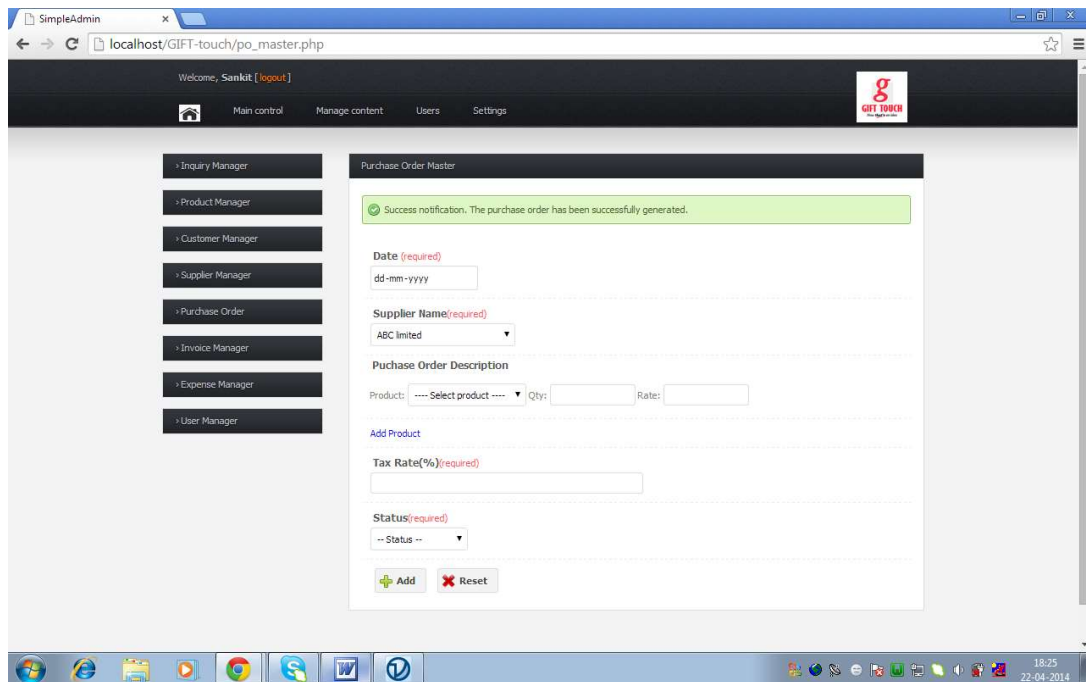 SimpleAdmin
localhost/GIFT-touch/po_master.php
Welcome, Sankit [ logout ]
g
GIFT TOUCH
Main control Manage content Users Settings
› Inquiry Manager
› Product Manager
› Customer Manager
› Supplier Manager
› Purchase Order
› Invoice Manager
› Expense Manager
› User Manager
Purchase Order Master
Success notification. The purchase order has been successfully generated.
Date (required)
dd-mm-yyyy
Supplier Name(required)
ABC limited
Puchase Order Description
Product: ---- Select product ---- Qty: Rate:
Add Product
Tax Rate(%)(required)
Status(required)
-- Status --
Add Reset
18:25
22-04-2014